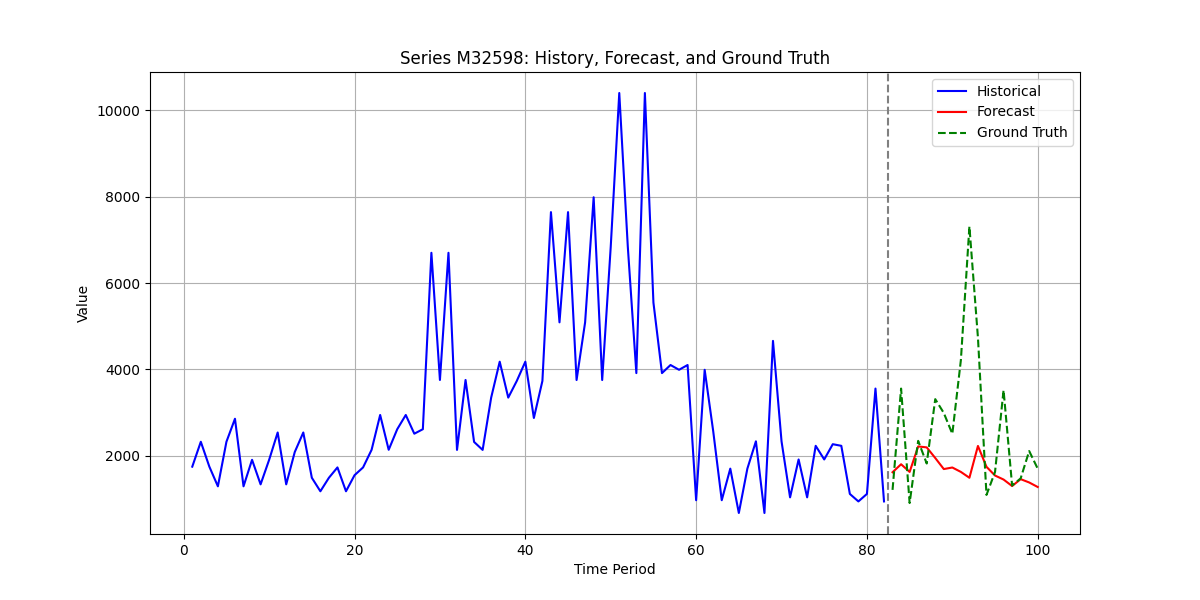 Series M32598: History, Forecast, and Ground Truth
10000
8000
6000
4000
2000
Value
Historical
Forecast
Ground Truth
0
20
40
60
80
100
Time Period